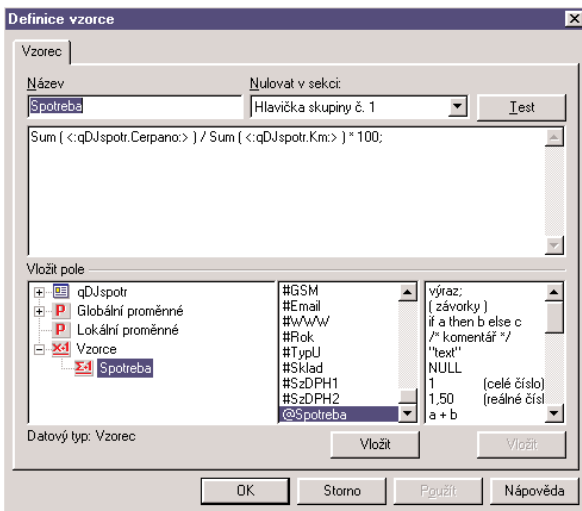 Definice vzorce
Vzorec
Název
Nulovat v sekci:
Spotreba
Hlavička skupiny č. 1
Test
Sum ( <:qDJspotr.Cerpano:> ) / Sum ( <:qDJspotr.Km:> ) * 100;
Vložit pole
qDJspotr
P Globální proměnné
P Lokální proměnné
X=1 Vzorce
Σ=1 Spotreba
#GSM
#Email
#WWW
#Rok
#TypU
#Sklad
#SzDPH1
#SzDPH2
@Spotreba
výraz;
( závorky )
if a then b else c
/* komentář */
"text"
NULL
1 (celé číslo)
1,50 (reálné čísl
a + b
Datový typ: Vzorec
Vložit
Vložit
OK
Storno
Použít
Nápověda